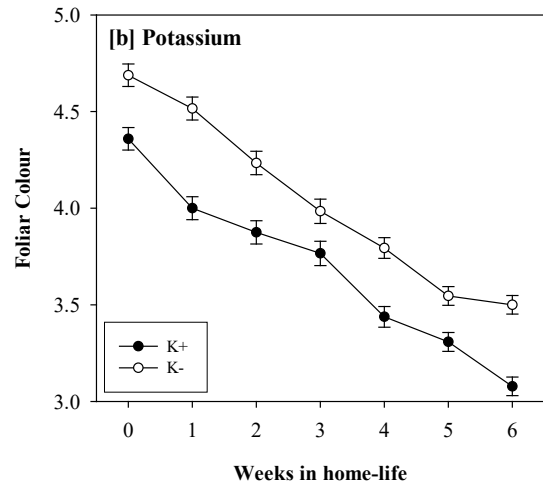 [b] Potassium
5.0
4.5
4.0
3.5
3.0
Foliar Colour
K+
K-
0 1 2 3 4 5 6
Weeks in home-life